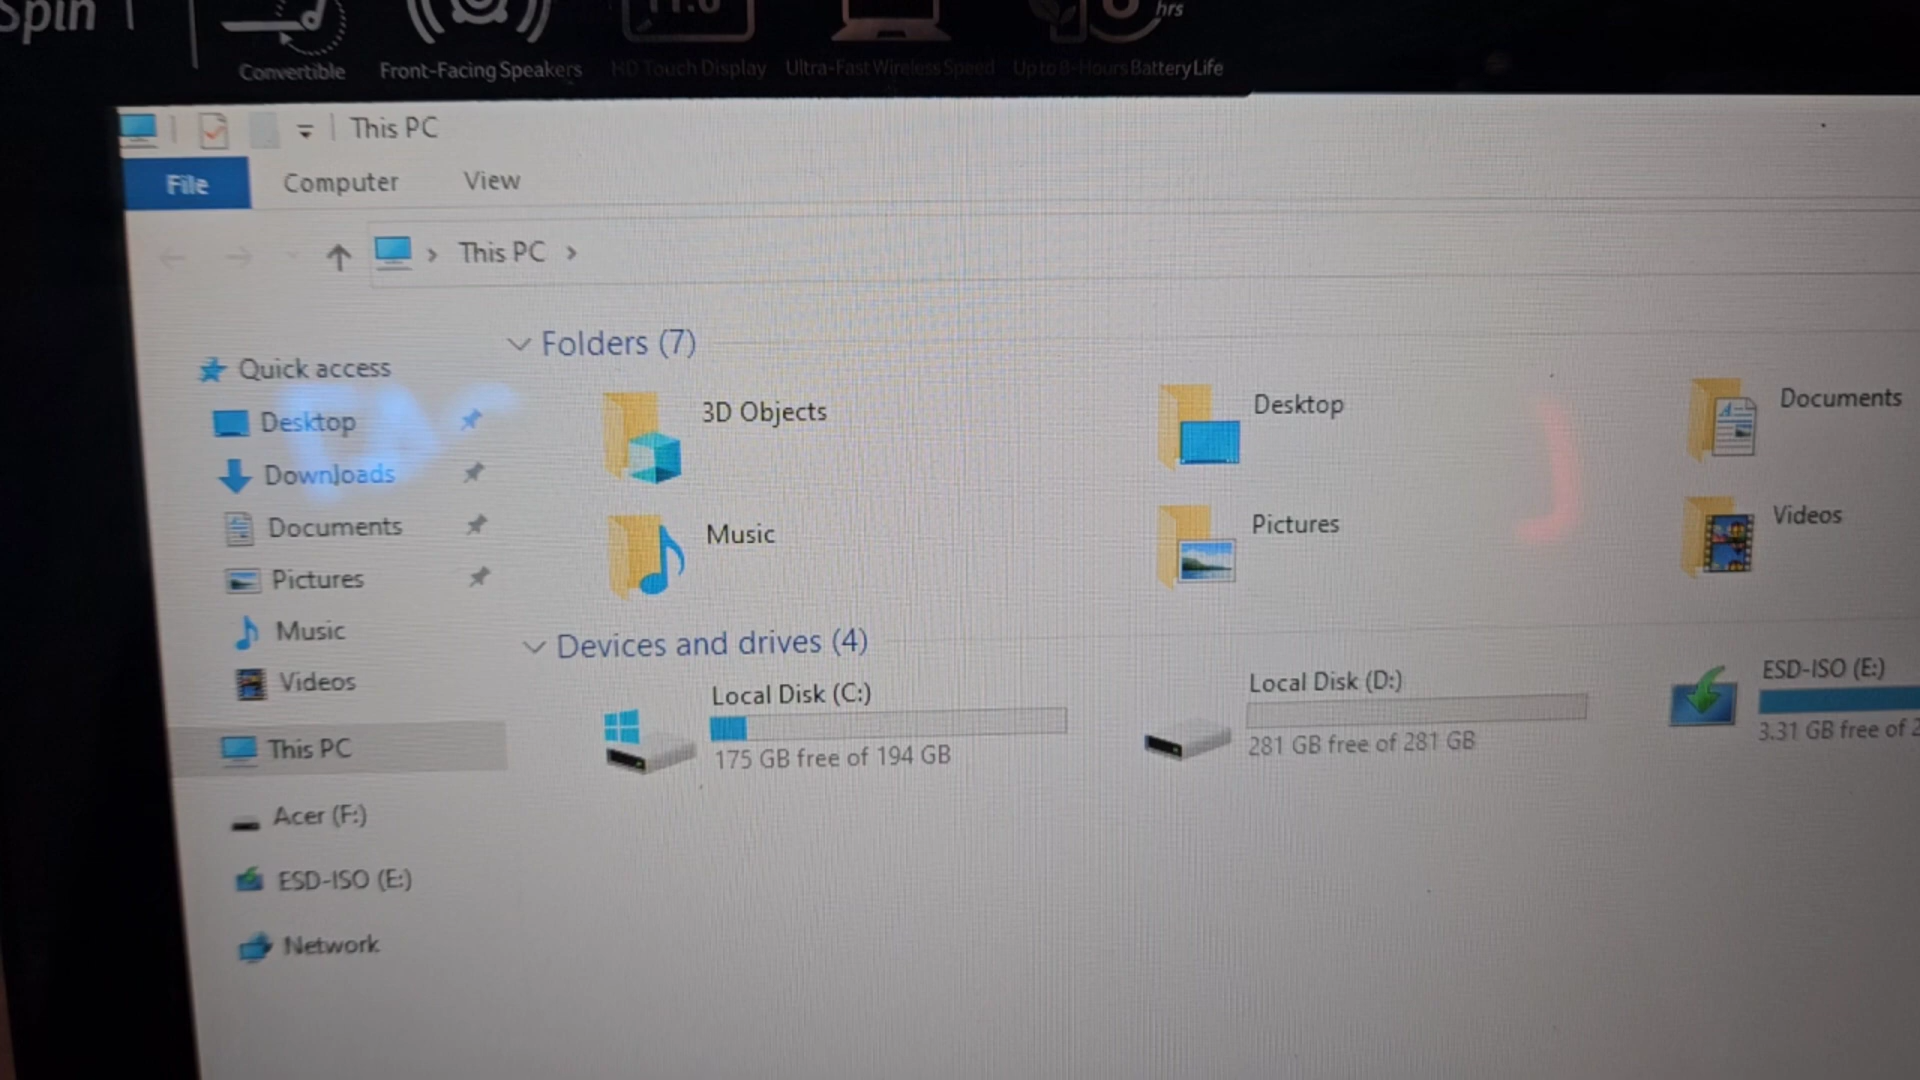 Spin
11.6
hrs
Convertible
Front-Facing Speakers
HD Touch Display
Ultra-Fast Wireless Speed
Up to 8-Hours Battery Life
This PC
File
Computer
View
This PC
Quick access
Desktop
Downloads
Documents
Pictures
Music
Videos
This PC
Acer (F:)
ESD-ISO (E:)
Network
Folders (7)
3D Objects
Desktop
Documents
Music
Pictures
Videos
Devices and drives (4)
Local Disk (C:)
175 GB free of 194 GB
Local Disk (D:)
281 GB free of 281 GB
ESD-ISO (E:)
3.31 GB free of